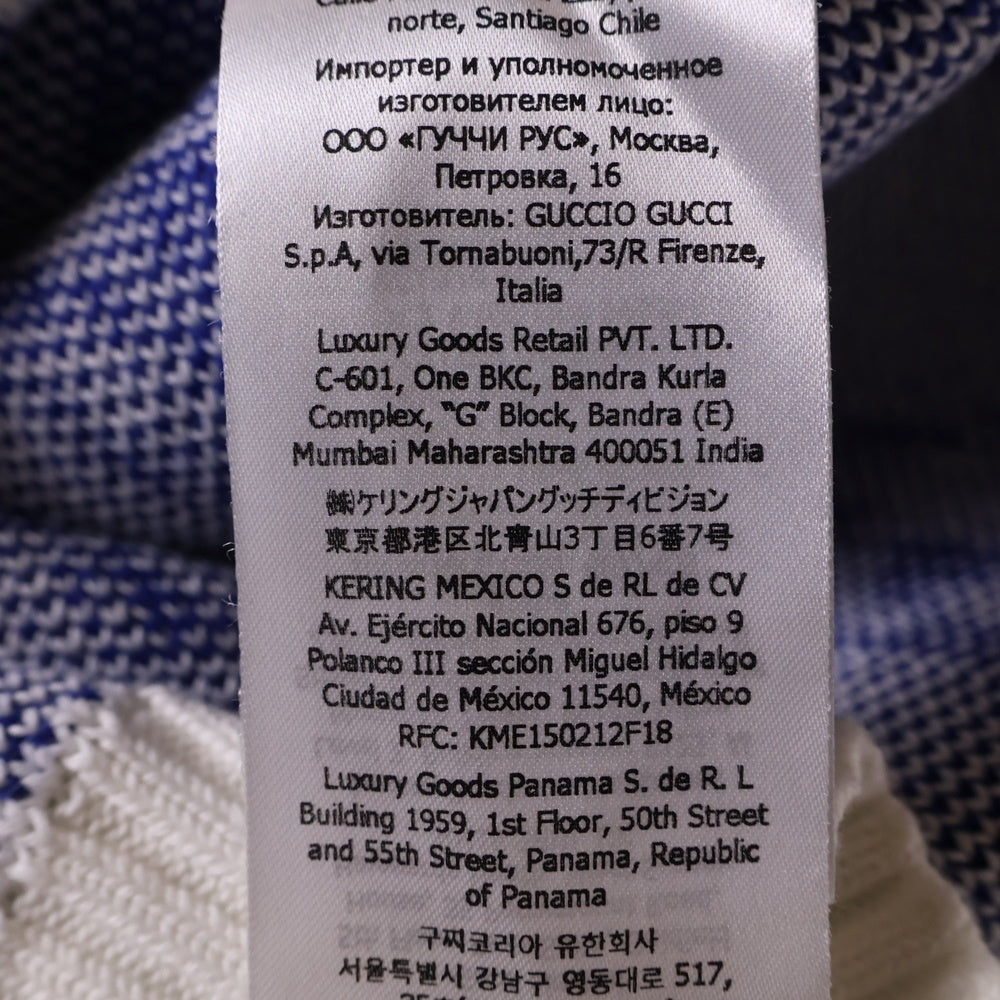 norte, Santiago Chile
Импортер и уполномоченное
изготовителем лицо:
ООО «ГУЧЧИ РУС», Москва,
Петровка, 16
Изготовитель: GUCCIO GUCCI
S.p.A, via Tornabuoni,73/R Firenze,
Italia
Luxury Goods Retail PVT. LTD.
C-601, One BKC, Bandra Kurla
Complex, "G" Block, Bandra (E)
Mumbai Maharashtra 400051 India
㈱ケリングジャパングッチディビジョン
東京都港区北青山3丁目6番7号
KERING MEXICO S de RL de CV
Av. Ejército Nacional 676, piso 9
Polanco III sección Miguel Hidalgo
Ciudad de México 11540, México
RFC: KME150212F18
Luxury Goods Panama S. de R. L
Building 1959, 1st Floor, 50th Street
and 55th Street, Panama, Republic
of Panama
구찌코리아 유한회사
서울특별시 강남구 영동대로 517,